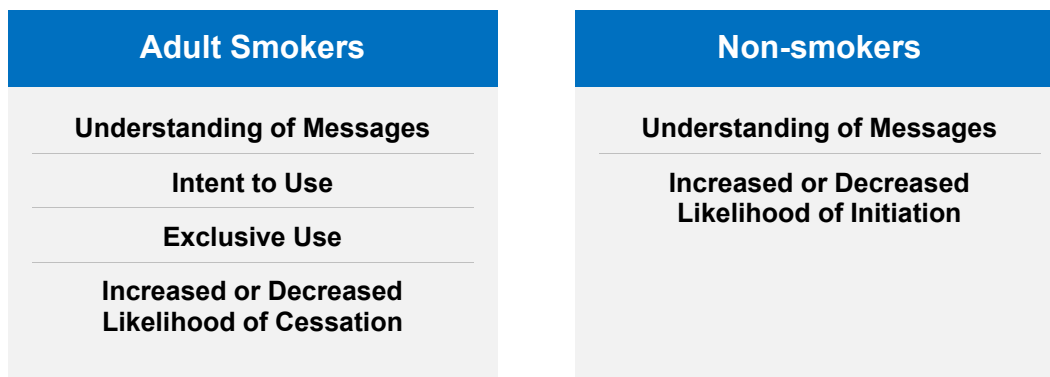 Adult Smokers
Understanding of Messages
Intent to Use
Exclusive Use
Increased or Decreased
Likelihood of Cessation
Non-smokers
Understanding of Messages
Increased or Decreased
Likelihood of Initiation